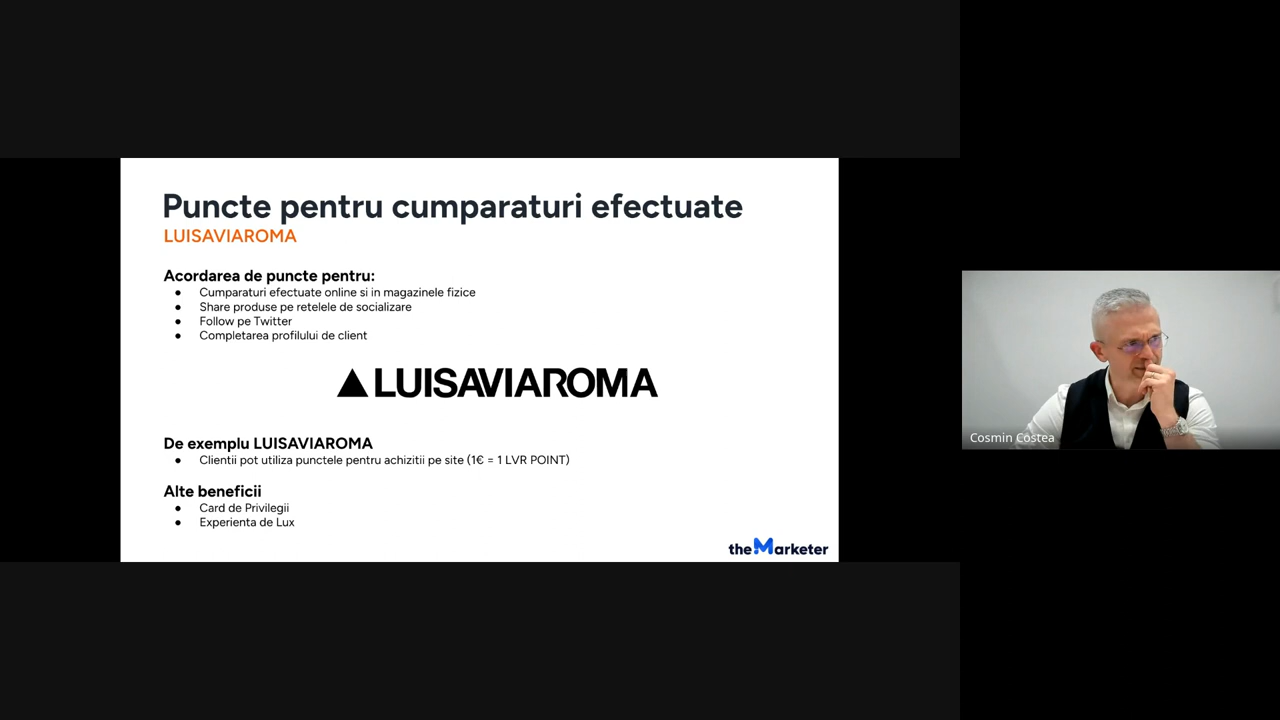 Puncte pentru cumparaturi efectuate
LUISAVIAROMA
Acordarea de puncte pentru:
● Cumparaturi efectuate online si in magazinele fizice
● Share produse pe retelele de socializare
● Follow pe Twitter
● Completarea profilului de client
LUISAVIAROMA
De exemplu LUISAVIAROMA
● Clientii pot utiliza punctele pentru achizitii pe site (1€ = 1 LVR POINT)
Alte beneficii
● Card de Privilegii
● Experienta de Lux
theMarketer
Cosmin Costea